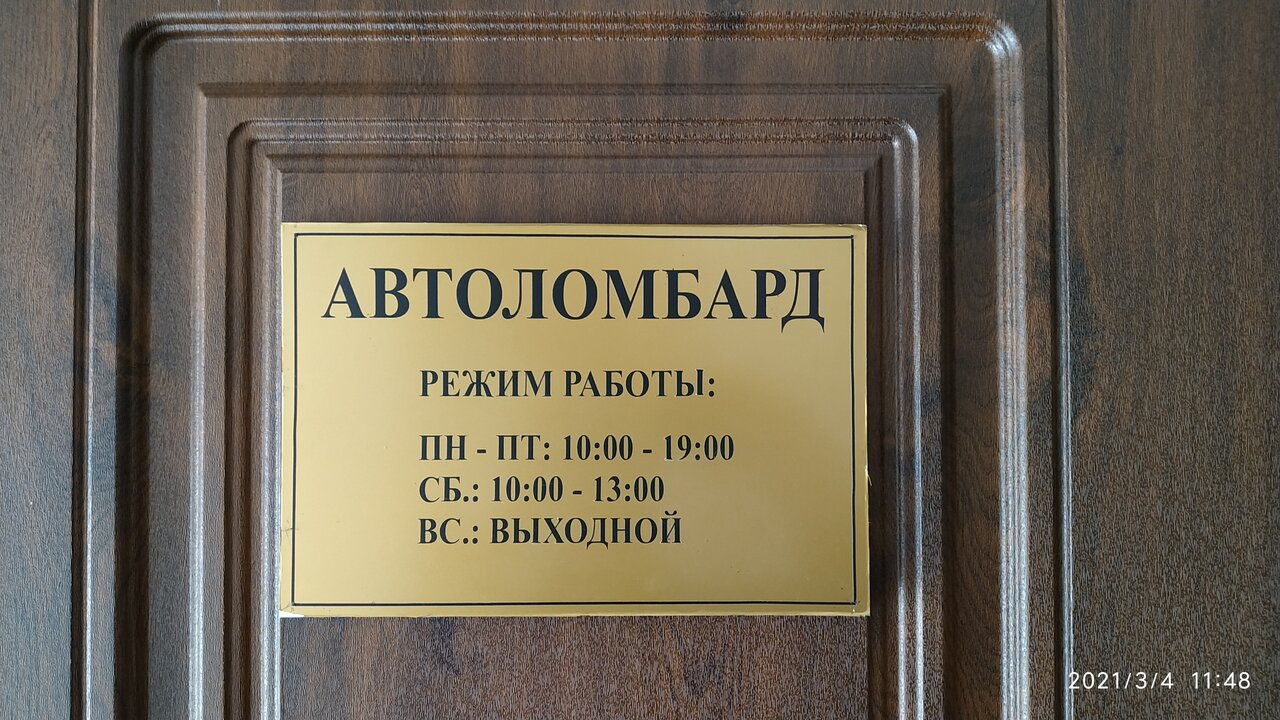 АВТОЛОМБАРД
РЕЖИМ РАБОТЫ:
ПН - ПТ: 10:00 - 19:00
СБ.: 10:00 - 13:00
ВС.: ВЫХОДНОЙ
2021/3/4 11:48